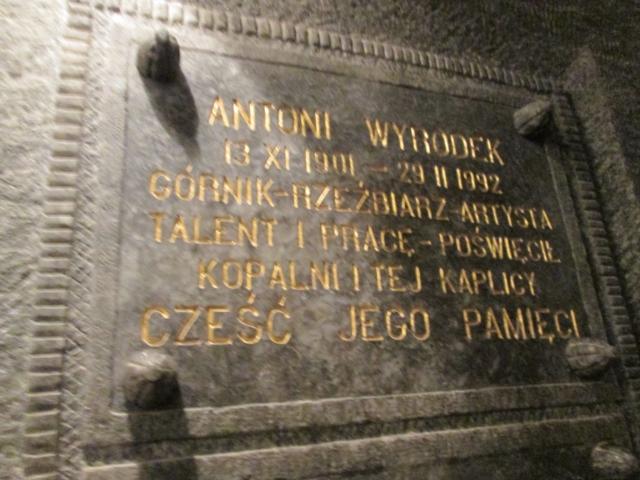 ANTONI WYRODEK
13 XI 1901 — 29 II 1992
GÓRNIK-RZEŹBIARZ-ARTYSTA
TALENT I PRACĘ-POŚWIĘCIŁ
KOPALNI I TEJ KAPLICY
CZEŚĆ JEGO PAMIĘCI